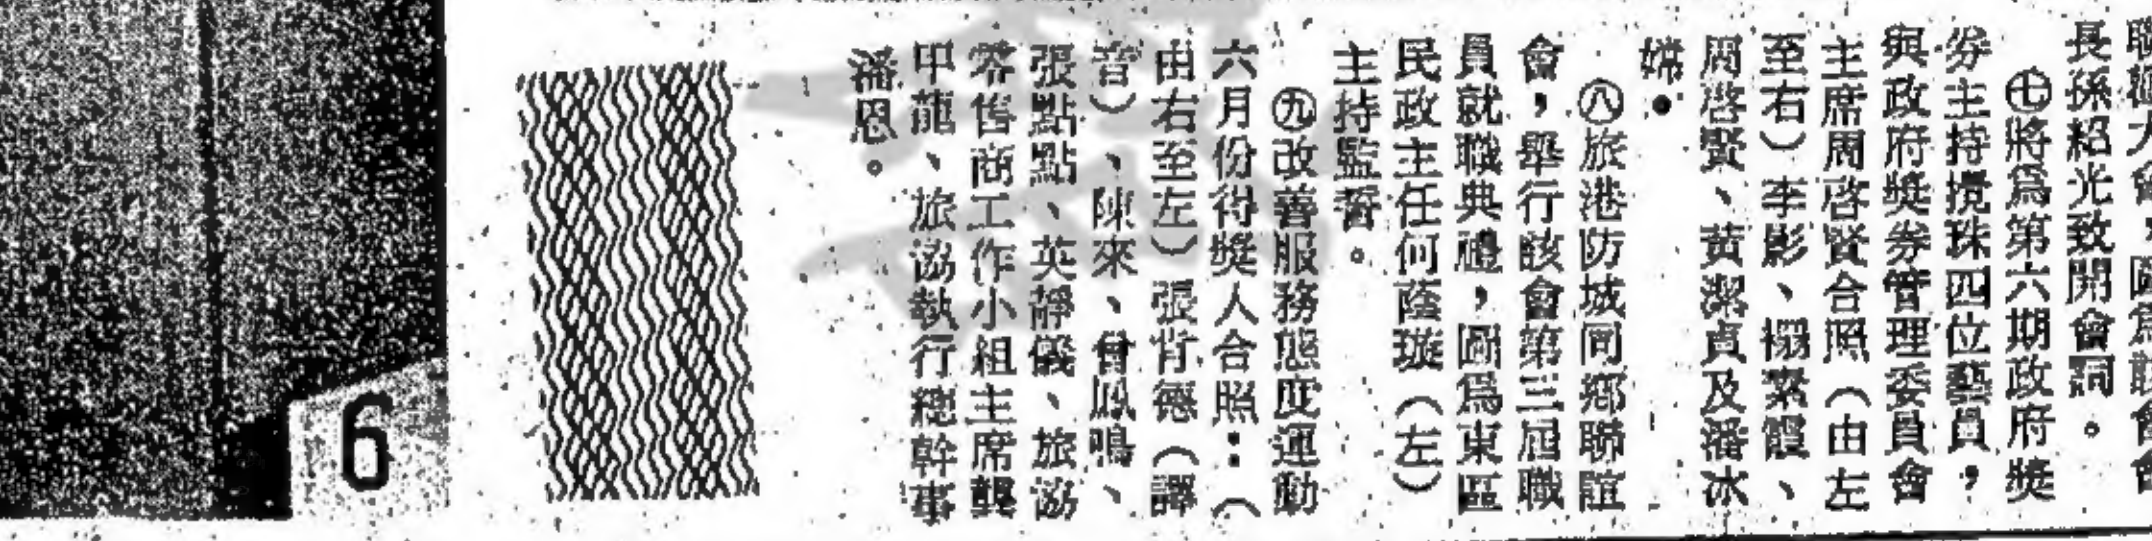 長孫紹光致開會詞。
㊆將爲第六期政府獎
券主持攪珠四位藝員，
與政府獎券管理委員會
主席周啓賢合照（由左
至右）李影、楊紫霞、
周啓賢、黃潔貞及潘冰
嫦。
㊇旅港防城同鄉聯誼
會，舉行該會第三屆職
員就職典禮，圖爲東區
民政主任何蔭璇（左）
主持監誓。
㊈改善服務態度運動
六月份得獎人合照：（
由右至左）張肯德（譯
音）、陳來、曾鳳鳴、
張點點、英靜儀、旅協
零售商工作小組主席龔
甲龍、旅協執行總幹事
潘恩。
6